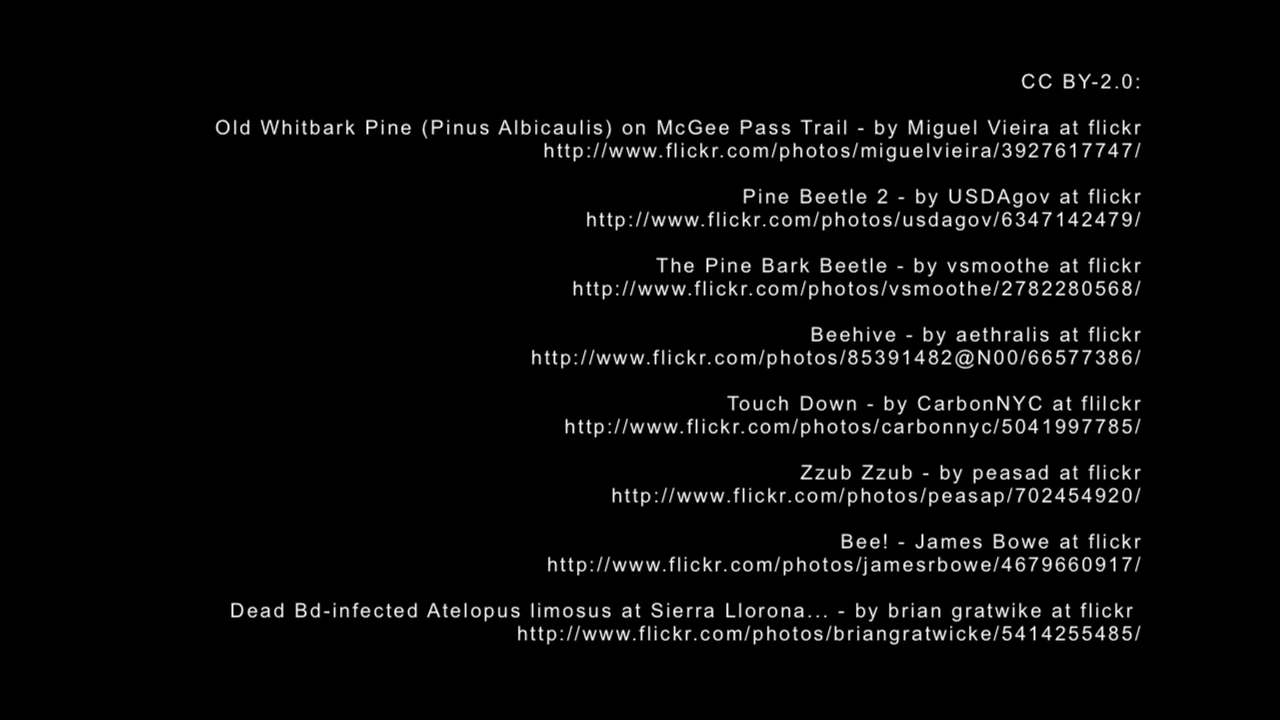 CC BY-2.0:
Old Whitbark Pine (Pinus Albicaulis) on McGee Pass Trail - by Miguel Vieira at flickr
http://www.flickr.com/photos/miguelvieira/3927617747/
Pine Beetle 2 - by USDAgov at flickr
http://www.flickr.com/photos/usdagov/6347142479/
The Pine Bark Beetle - by vsmoothe at flickr
http://www.flickr.com/photos/vsmoothe/2782280568/
Beehive - by aethralis at flickr
http://www.flickr.com/photos/85391482@N00/66577386/
Touch Down - by CarbonNYC at flilckr
http://www.flickr.com/photos/carbonnyc/5041997785/
Zzub Zzub - by peasad at flickr
http://www.flickr.com/photos/peasap/702454920/
Bee! - James Bowe at flickr
http://www.flickr.com/photos/jamesrbowe/4679660917/
Dead Bd-infected Atelopus limosus at Sierra Llorona... - by brian gratwike at flickr
http://www.flickr.com/photos/briangratwicke/5414255485/